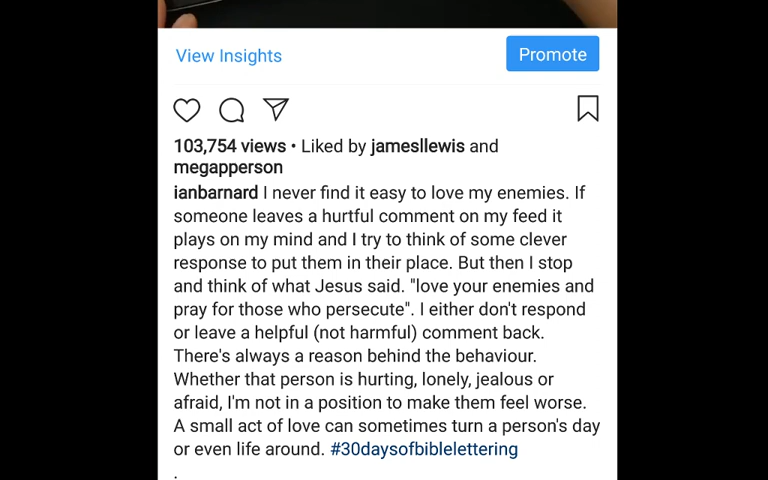 View Insights
Promote
103,754 views • Liked by jamesllewis and
megapperson
ianbarnard I never find it easy to love my enemies. If
someone leaves a hurtful comment on my feed it
plays on my mind and I try to think of some clever
response to put them in their place. But then I stop
and think of what Jesus said. "love your enemies and
pray for those who persecute". I either don't respond
or leave a helpful (not harmful) comment back.
There's always a reason behind the behaviour.
Whether that person is hurting, lonely, jealous or
afraid, I'm not in a position to make them feel worse.
A small act of love can sometimes turn a person's day
or even life around. #30daysofbiblelettering
.